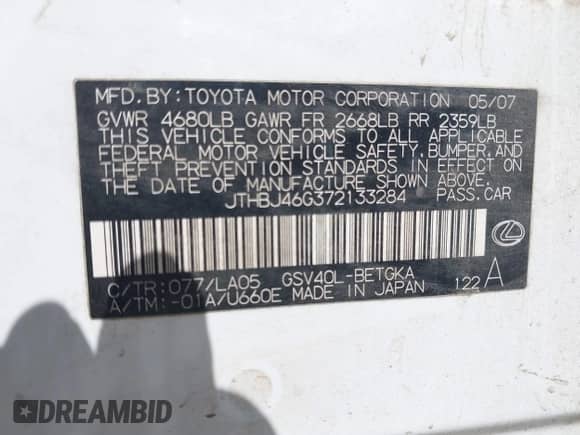 MFD. BY: TOYOTA MOTOR CORPORATION 05/07
GVWR 4680LB GAWR FR 2668LB RR 2359LB
THIS VEHICLE CONFORMS TO ALL APPLICABLE
FEDERAL MOTOR VEHICLE SAFETY, BUMPER, AND
THEFT PREVENTION STANDARDS IN EFFECT ON
THE DATE OF MANUFACTURE SHOWN ABOVE.
JTHBJ46G372133284 PASS. CAR
C/TR: 077/LA05 GSV40L-BETGKA
A/TM: -01A/U660E MADE IN JAPAN 122 A
DREAMBID